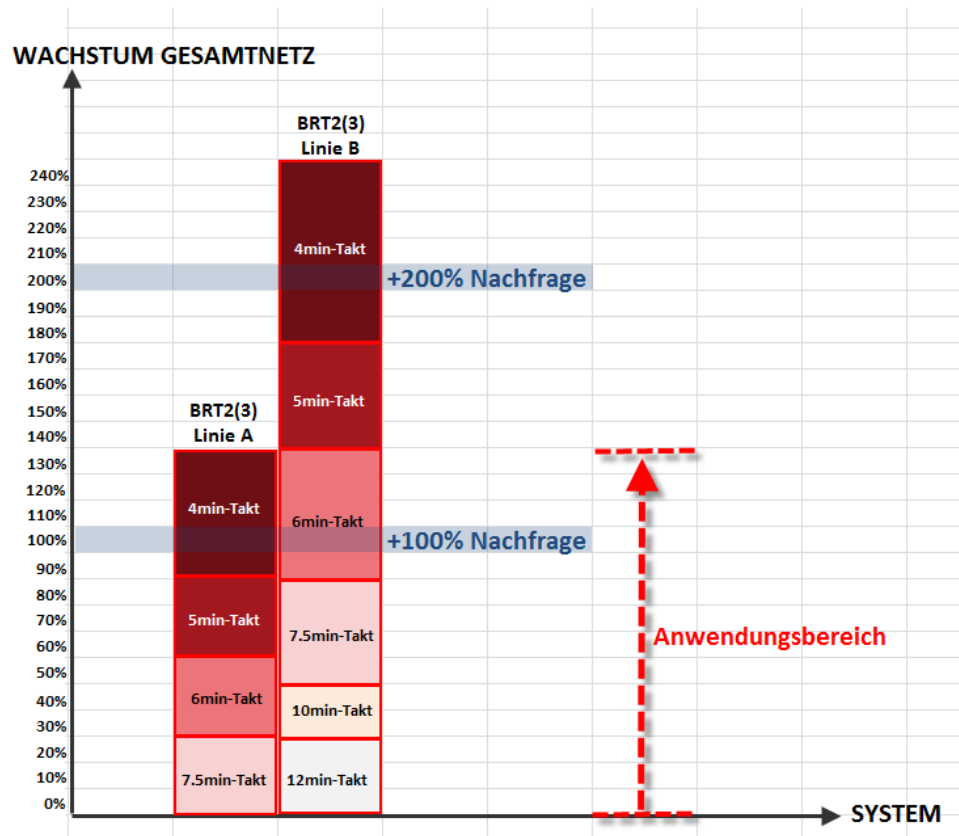 WACHSTUM GESAMTNETZ
BRT2(3)
Linie B
240%
230%
220%
210%
200%
190%
180%
170%
160%
150%
140%
130%
120%
110%
100%
90%
80%
70%
60%
50%
40%
30%
20%
10%
0%
4min-Takt
+200% Nachfrage
5min-Takt
BRT2(3)
Linie A
4min-Takt
6min-Takt
+100% Nachfrage
5min-Takt
7.5min-Takt
Anwendungsbereich
6min-Takt
10min-Takt
7.5min-Takt
12min-Takt
SYSTEM